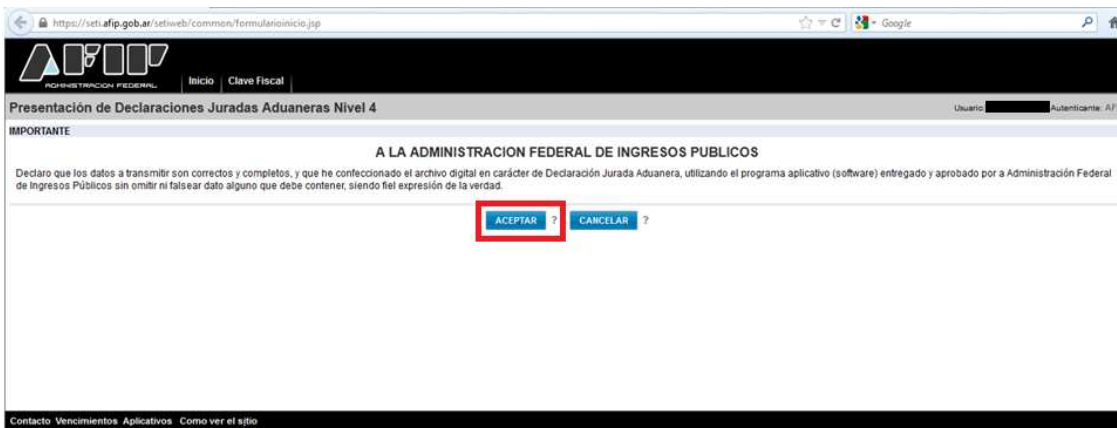 https://seti.afip.gob.ar/setiweb/common/formularioinicio.jsp
Google
AFIP
ADMINISTRACION FEDERAL
Inicio
Clave Fiscal
Presentación de Declaraciones Juradas Aduaneras Nivel 4
Usuario:
Autenticante: AF
IMPORTANTE
A LA ADMINISTRACION FEDERAL DE INGRESOS PUBLICOS
Declaro que los datos a transmitir son correctos y completos, y que he confeccionado el archivo digital en carácter de Declaración Jurada Aduanera, utilizando el programa aplicativo (software) entregado y aprobado por a Administración Federal
de Ingresos Públicos sin omitir ni falsear dato alguno que debe contener, siendo fiel expresión de la verdad.
ACEPTAR ? CANCELAR ?
Contacto Vencimientos Aplicativos Como ver el sitio